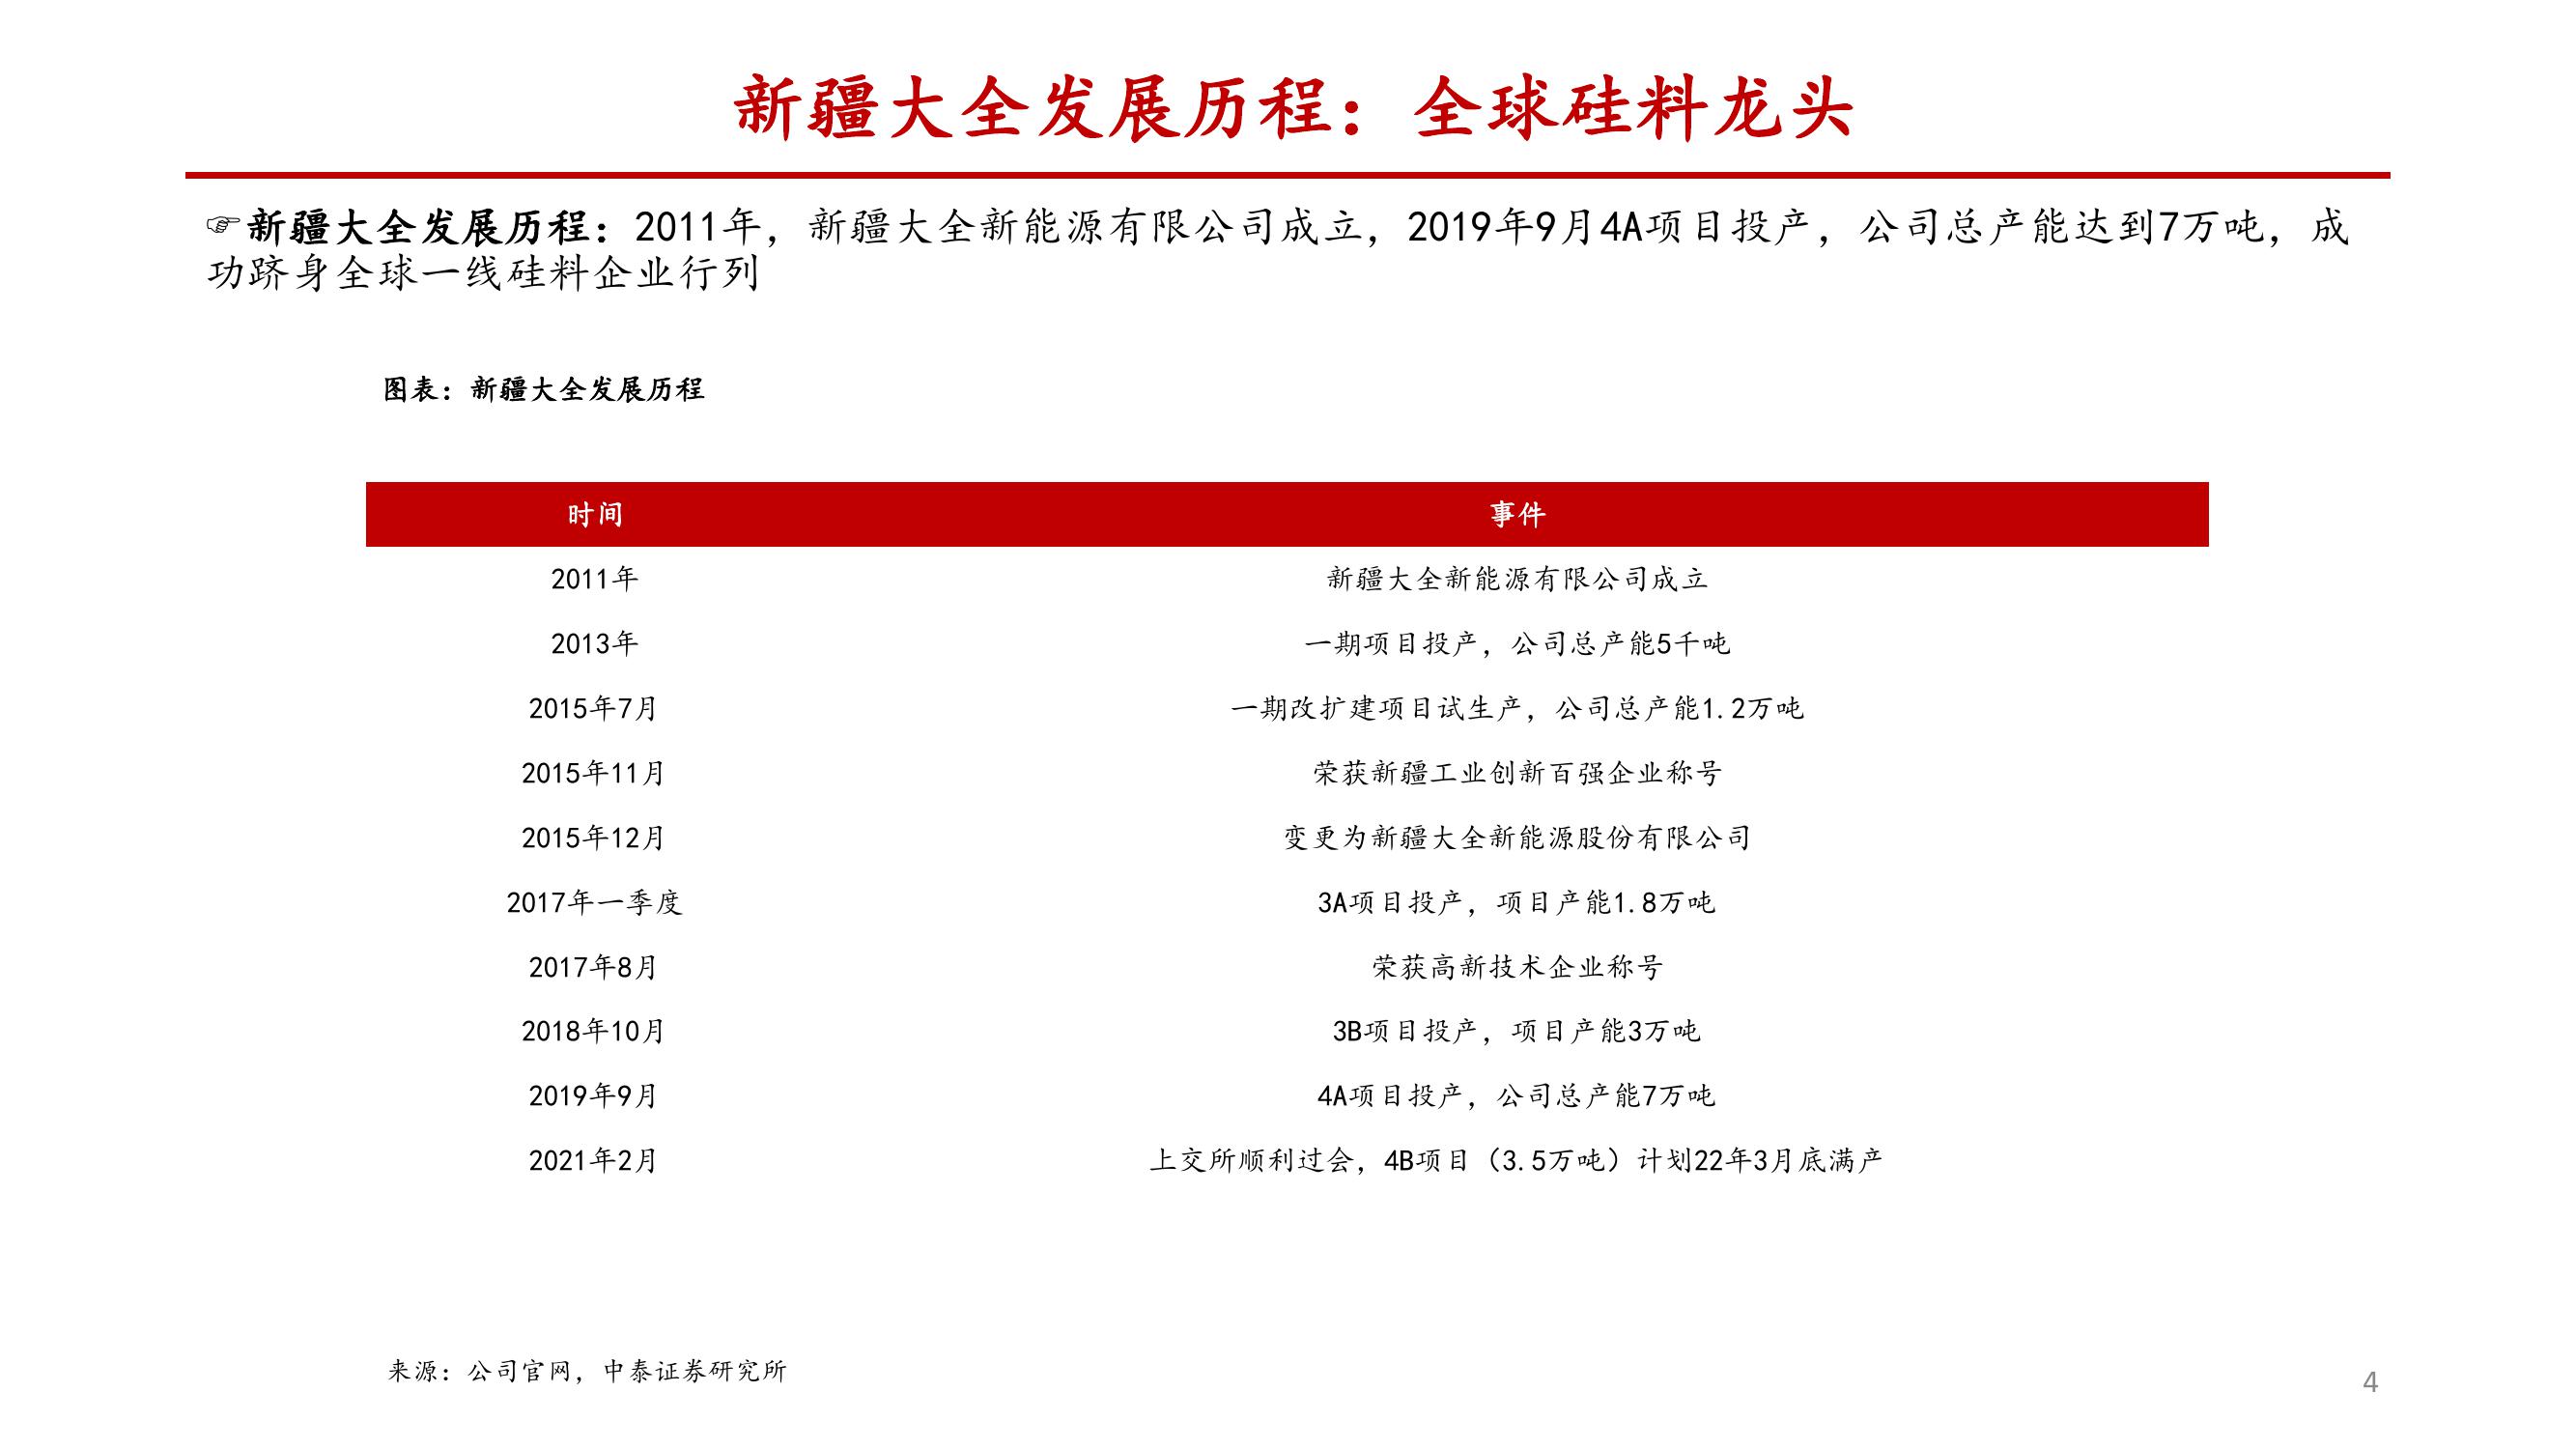 新疆大全发展历程：全球硅料龙头
☞新疆大全发展历程：2011年，新疆大全新能源有限公司成立，2019年9月4A项目投产，公司总产能达到7万吨，成
功跻身全球一线硅料企业行列
图表：新疆大全发展历程
时间 事件
2011年 新疆大全新能源有限公司成立
2013年 一期项目投产，公司总产能5千吨
2015年7月 一期改扩建项目试生产，公司总产能1.2万吨
2015年11月 荣获新疆工业创新百强企业称号
2015年12月 变更为新疆大全新能源股份有限公司
2017年一季度 3A项目投产，项目产能1.8万吨
2017年8月 荣获高新技术企业称号
2018年10月 3B项目投产，项目产能3万吨
2019年9月 4A项目投产，公司总产能7万吨
2021年2月 上交所顺利过会，4B项目（3.5万吨）计划22年3月底满产
来源：公司官网，中泰证券研究所
4